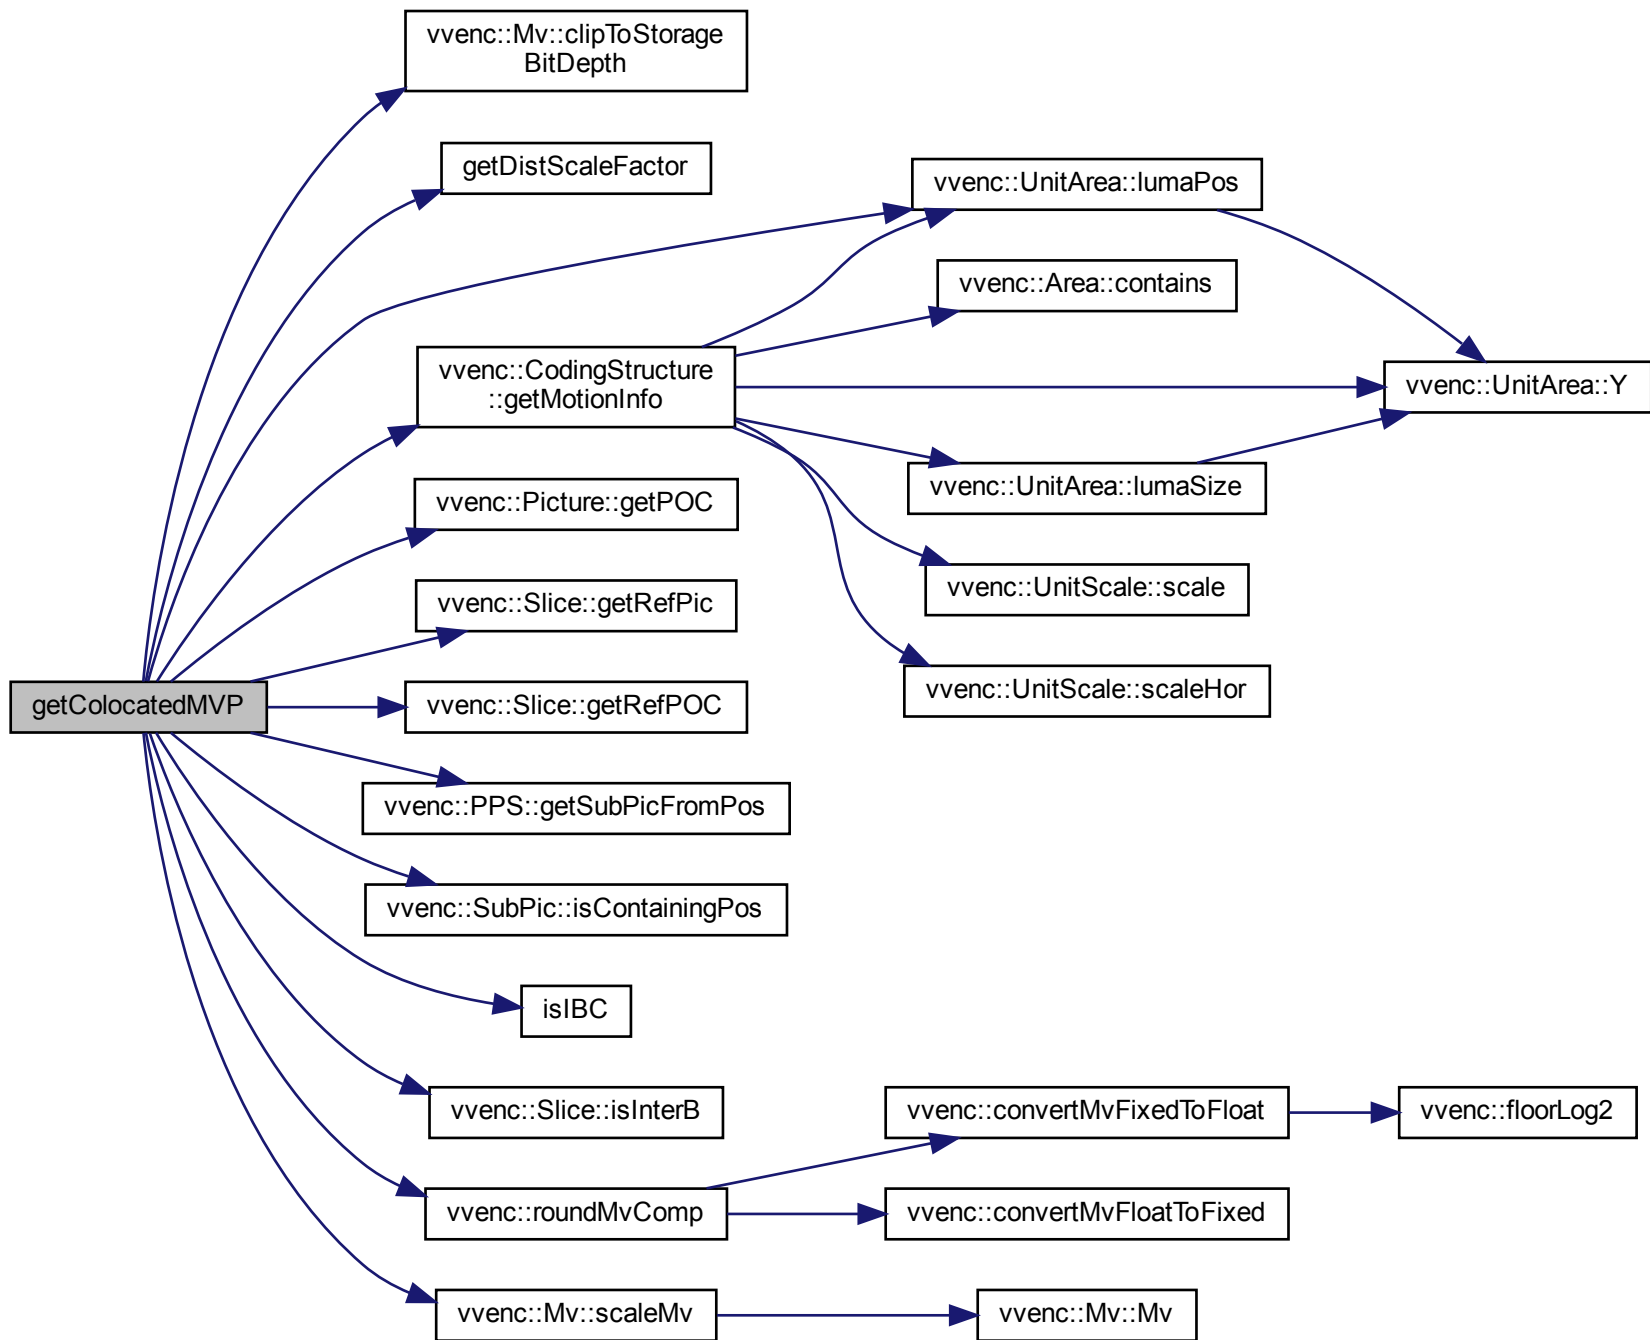 vvenc::Mv::clipToStorage
BitDepth
getDistScaleFactor
vvenc::UnitArea::lumaPos
vvenc::Area::contains
vvenc::CodingStructure
::getMotionInfo
vvenc::UnitArea::Y
vvenc::UnitArea::lumaSize
vvenc::Picture::getPOC
vvenc::UnitScale::scale
vvenc::Slice::getRefPic
vvenc::UnitScale::scaleHor
getColocatedMVP
vvenc::Slice::getRefPOC
vvenc::PPS::getSubPicFromPos
vvenc::SubPic::isContainingPos
isIBC
vvenc::Slice::isInterB
vvenc::convertMvFixedToFloat
vvenc::floorLog2
vvenc::roundMvComp
vvenc::convertMvFloatToFixed
vvenc::Mv::scaleMv
vvenc::Mv::Mv